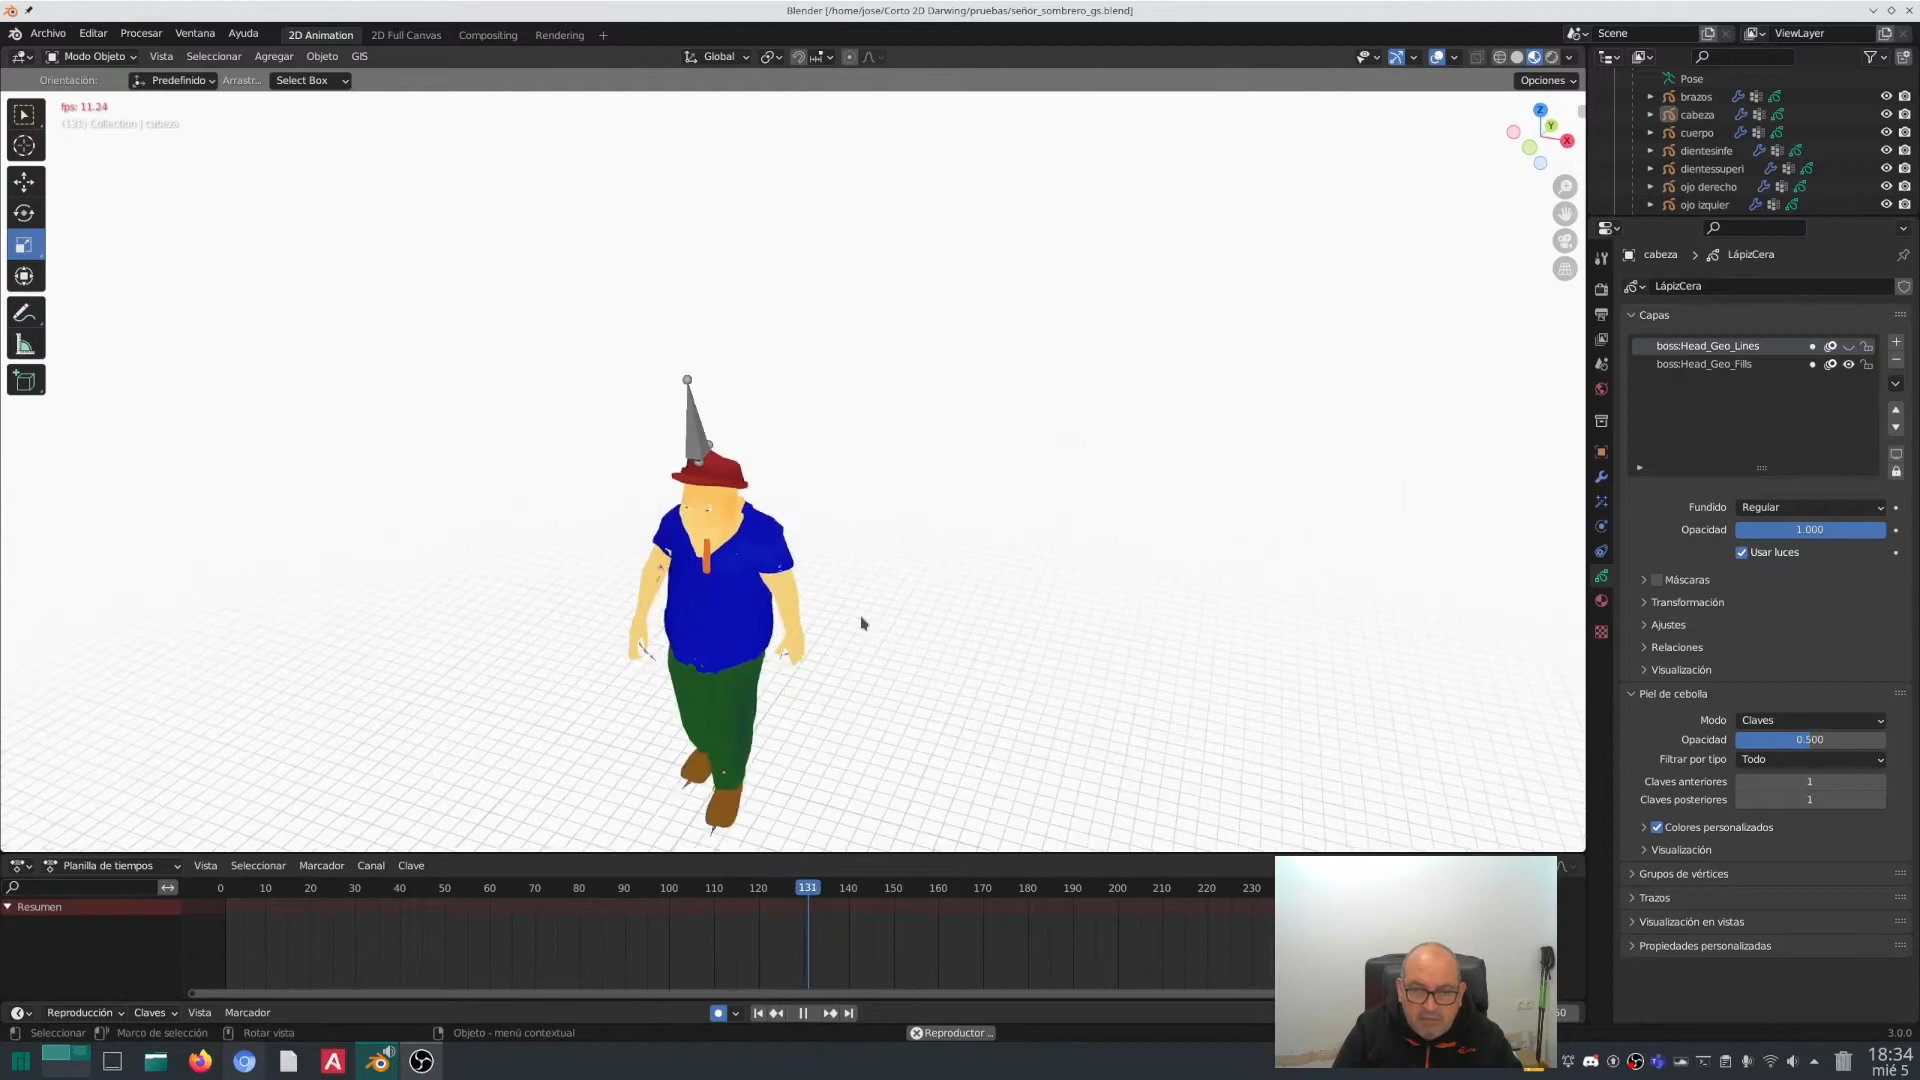 Blender [/home/jose/Corto 2D Darwing/pruebas/señor_sombrero_gs.blend]
Archivo Editar Procesar Ventana Ayuda 2D Animation 2D Full Canvas Compositing Rendering + Scene ViewLayer
Modo Objeto Vista Seleccionar Agregar Objeto GIS Global
Orientación: Predefinido Arrastr... Select Box Opciones
fps: 11.24
(131) Collection | cabeza
Z
Y
X
Pose
brazos
cabeza
cuerpo
dientesinfe
dientessuperi
ojo derecho
ojo izquier
cabeza > LápizCera
LápizCera
Capas
boss:Head_Geo_Lines
boss:Head_Geo_Fills
Fundido Regular
Opacidad 1.000
Usar luces
Máscaras
Transformación
Ajustes
Relaciones
Visualización
Piel de cebolla
Modo Claves
Opacidad 0.500
Filtrar por tipo Todo
Claves anteriores 1
Claves posteriores 1
Colores personalizados
Visualización
Grupos de vértices
Trazos
Visualización en vistas
Propiedades personalizadas
Planilla de tiempos Vista Seleccionar Marcador Canal Clave
0 10 20 30 40 50 60 70 80 90 100 110 120 131 140 150 160 170 180 190 200 210 220 230
Resumen
Reproducción Claves Vista Marcador
Seleccionar Marco de selección Rotar vista Objeto - menú contextual Reproductor ... 3.0.0
18:34
mié 5